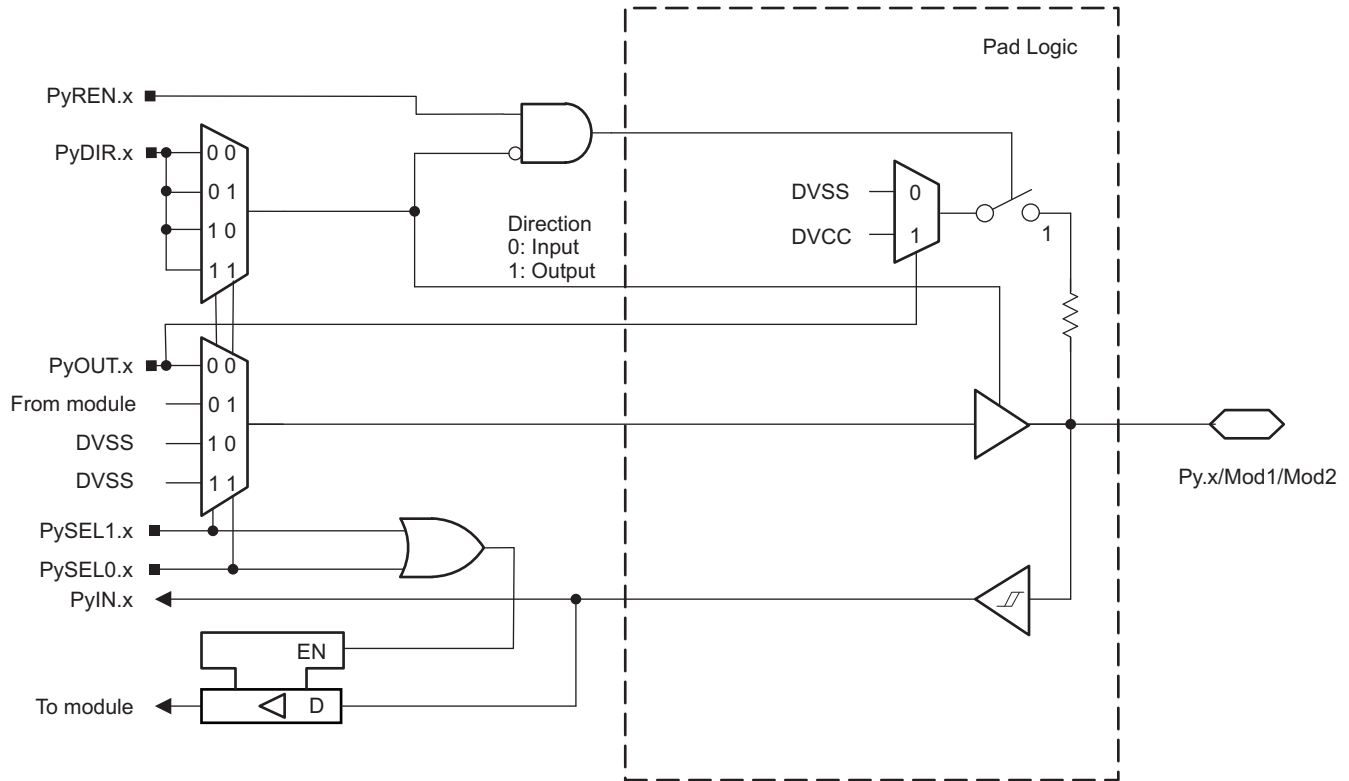 Pad Logic
PyREN.x
PyDIR.x
0 0
0 1
1 0
1 1
Direction
0: Input
1: Output
DVSS
DVCC
0
1
1
PyOUT.x
From module
DVSS
DVSS
0 0
0 1
1 0
1 1
Py.x/Mod1/Mod2
PySEL1.x
PySEL0.x
PyIN.x
EN
To module
D